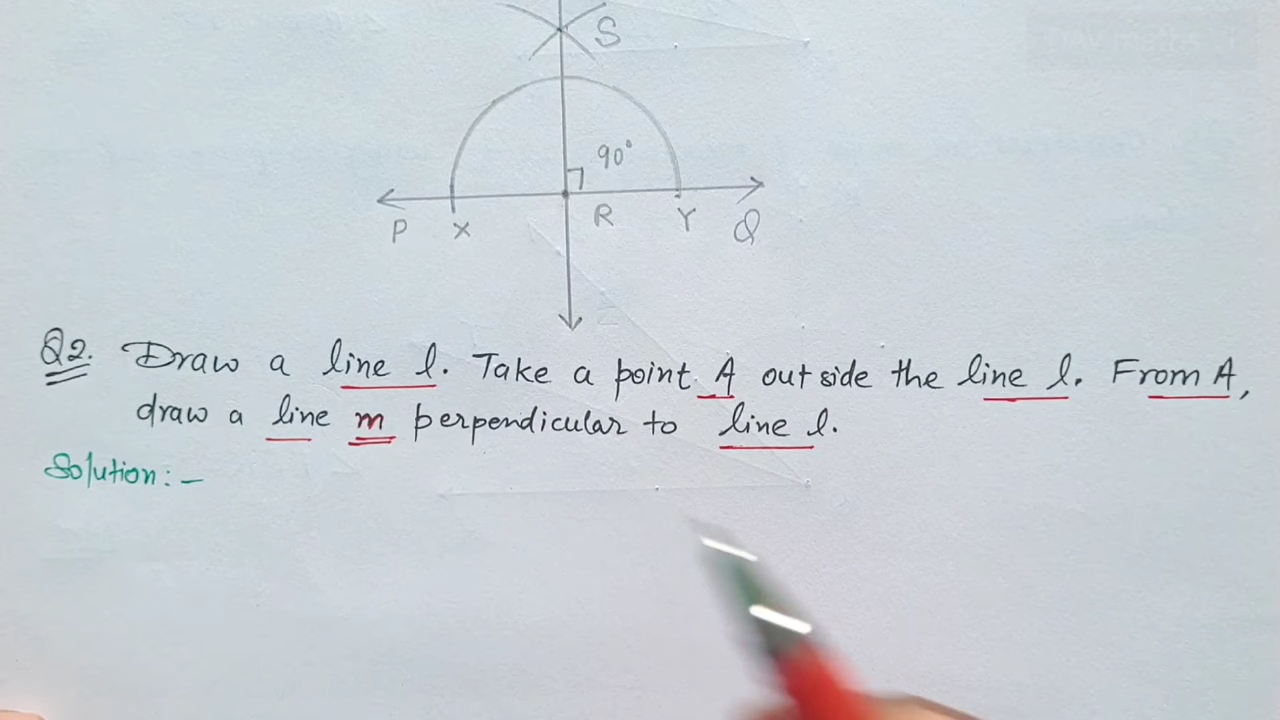 S
90°
P X R Y Q
Q2. Draw a line l. Take a point A outside the line l. From A,
draw a line m perpendicular to line l.
Solution:-